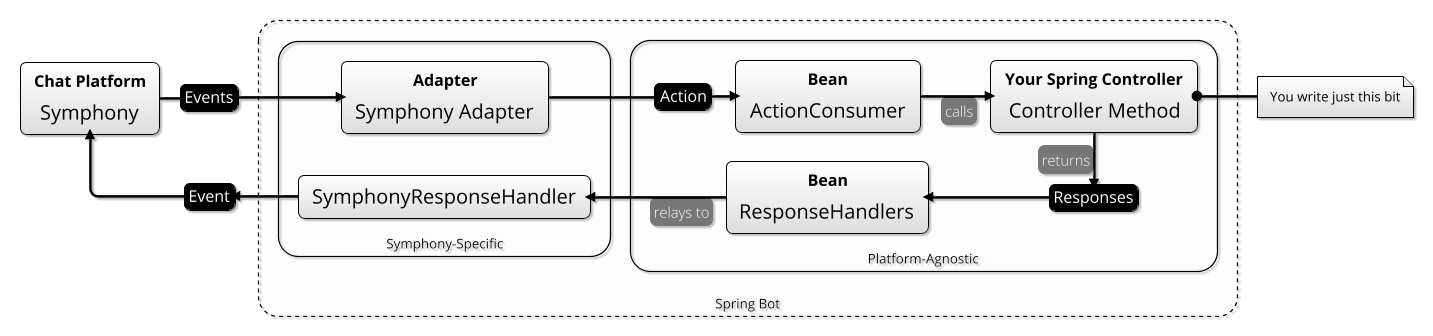 Chat Platform
Symphony
Events
Adapter
Symphony Adapter
Action
Bean
ActionConsumer
calls
Your Spring Controller
Controller Method
You write just this bit
returns
Responses
Bean
ResponseHandlers
relays to
SymphonyResponseHandler
Event
Symphony-Specific
Platform-Agnostic
Spring Bot